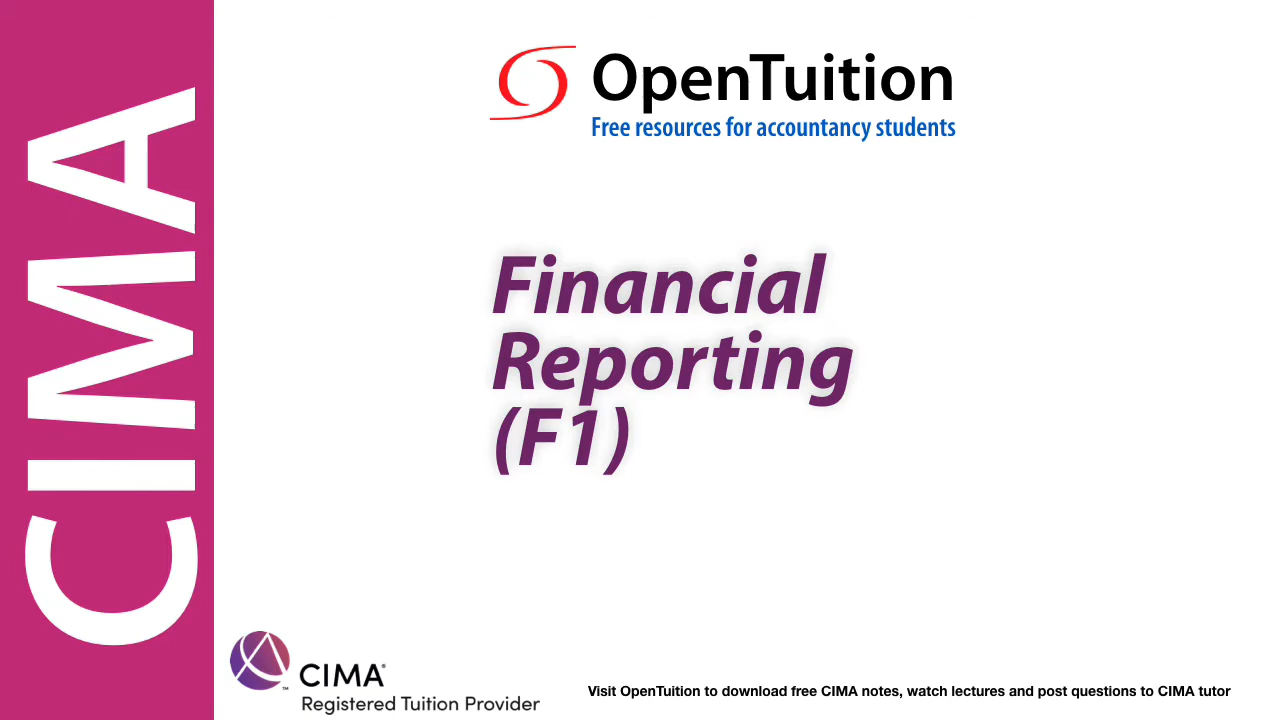 CIMA
OpenTuition
Free resources for accountancy students
Financial
Reporting
(F1)
CIMA®
Registered Tuition Provider
Visit OpenTuition to download free CIMA notes, watch lectures and post questions to CIMA tutor